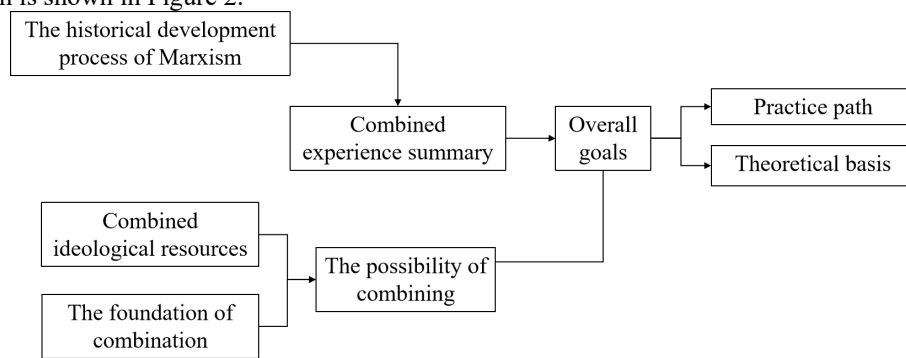 is shown in Figure 2.
The historical development
process of Marxism
Combined
experience summary
Overall
goals
Practice path
Theoretical basis
Combined
ideological resources
The possibility of
combining
The foundation of
combination